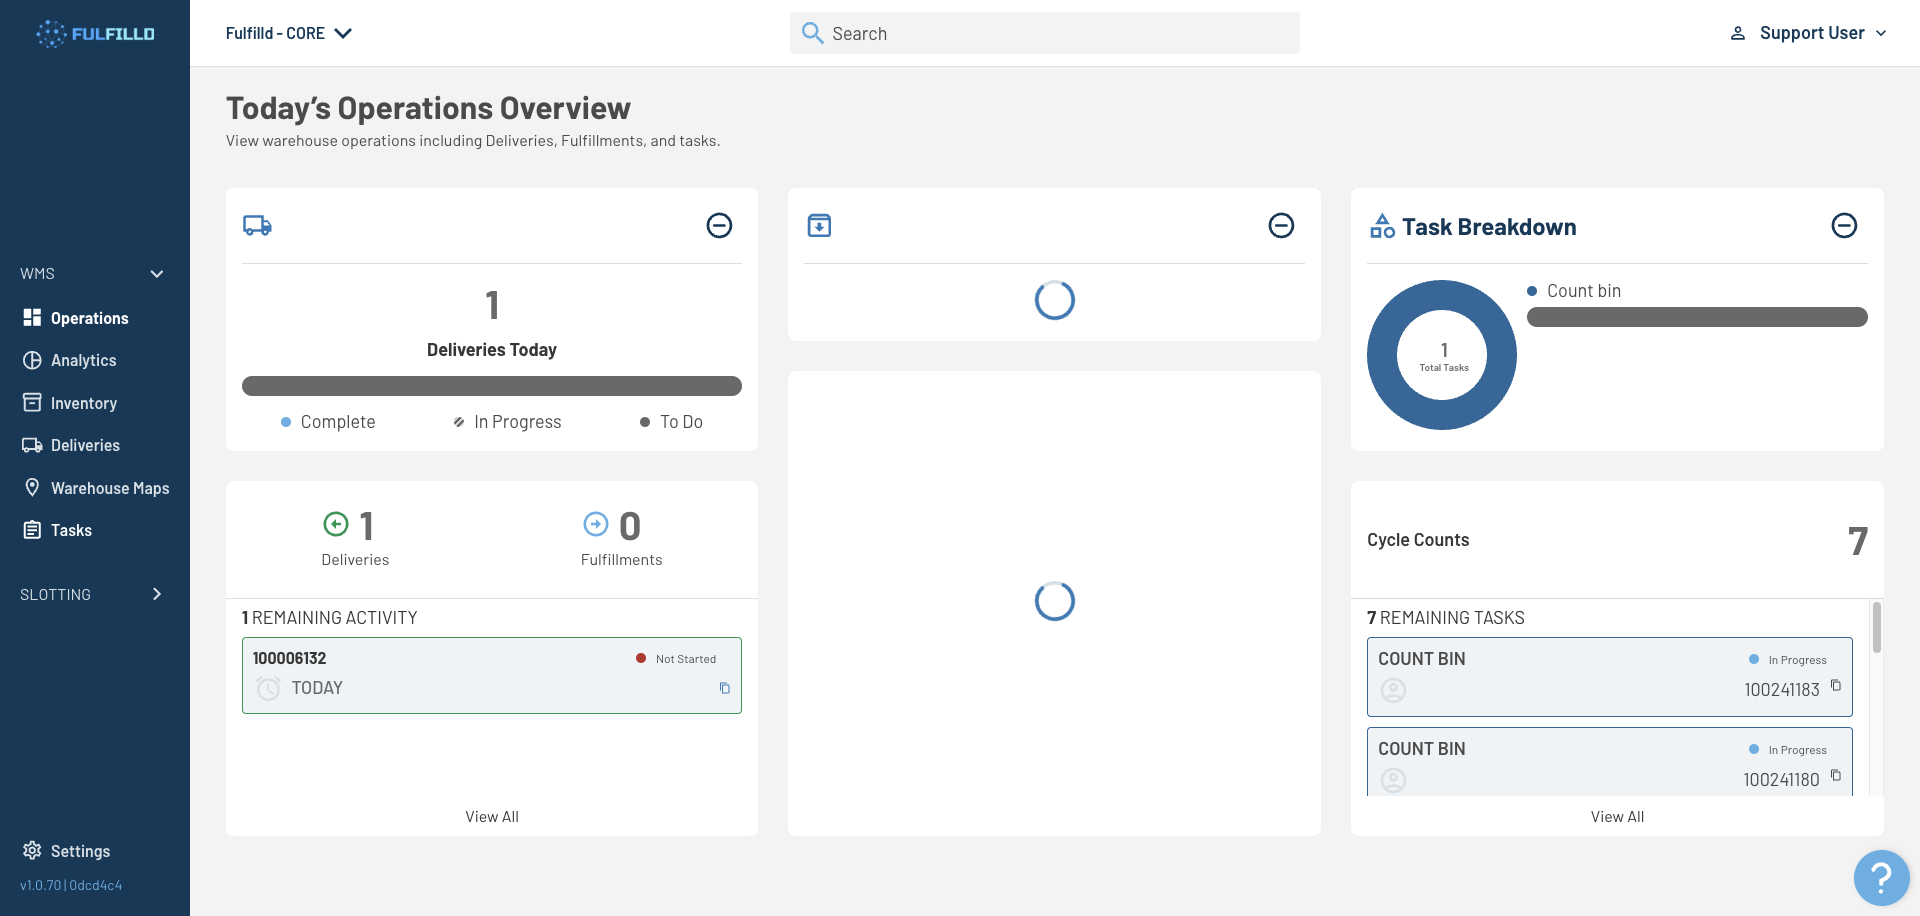 FULFILLD
Fulfilld - CORE
Search
Support User
WMS
Operations
Analytics
Inventory
Deliveries
Warehouse Maps
Tasks
SLOTTING
Settings
v1.0.70 | 0dcd4c4
Today's Operations Overview
View warehouse operations including Deliveries, Fulfillments, and tasks.
1
Deliveries Today
Complete
In Progress
To Do
1
Deliveries
0
Fulfillments
1 REMAINING ACTIVITY
100006132
Not Started
TODAY
View All
Task Breakdown
1
Total Tasks
Count bin
Cycle Counts
7
7 REMAINING TASKS
COUNT BIN
In Progress
100241183
COUNT BIN
In Progress
100241180
View All
?